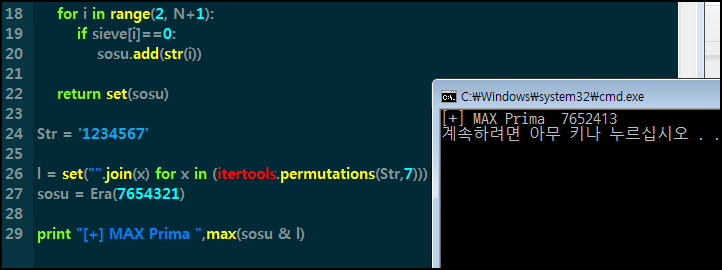 18 for i in range(2, N+1):
19 if sieve[i]==0:
20 sosu.add(str(i))
21
22 return set(sosu)
23
24 Str = '1234567'
25
26 l = set("".join(x) for x in (itertools.permutations(Str,7)))
27 sosu = Era(7654321)
28
29 print "[+] MAX Prima ",max(sosu & l)
C:\Windows\system32\cmd.exe
[+] MAX Prima  7652413
계속하려면 아무 키나 누르십시오 . .